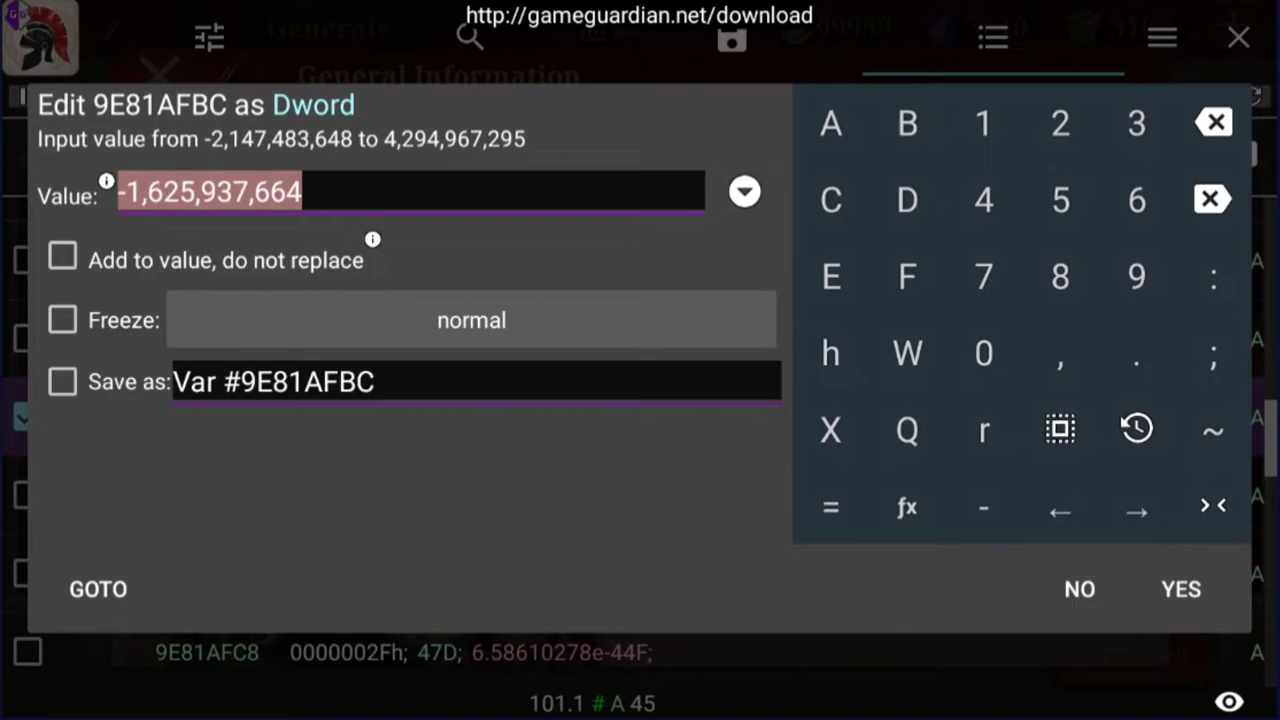 http://gameguardian.net/download
General Information
Edit 9E81AFBC as Dword
Input value from -2,147,483,648 to 4,294,967,295
Value: -1,625,937,664
Add to value, do not replace
Freeze: normal
Save as: Var #9E81AFBC
A B 1 2 3
C D 4 5 6
E F 7 8 9 :
h W 0 , . ;
X Q r ~
= ƒx - ← → ><
GOTO NO YES
9E81AFC8 0000002Fh; 47D; 6.58610278e-44F;
101.1 # A 45